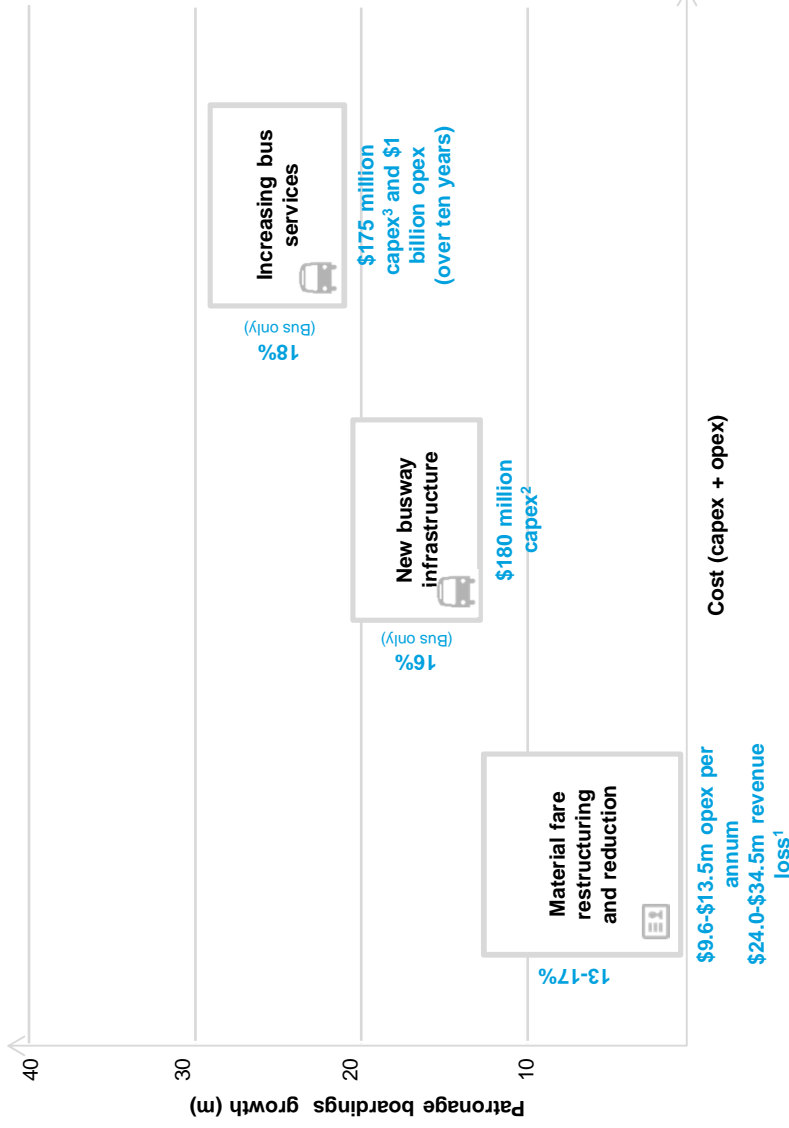 40
30
20
10
Patronage boardings growth (m)
13-17%
Material fare
restructuring
and reduction
$9.6-$13.5m opex per
annum
$24.0-$34.5m revenue
loss¹
16%
(Bus only)
New busway
infrastructure
$180 million
capex²
18%
(Bus only)
Increasing bus
services
$175 million
capex³ and $1
billion opex
(over ten years)
Cost (capex + opex)